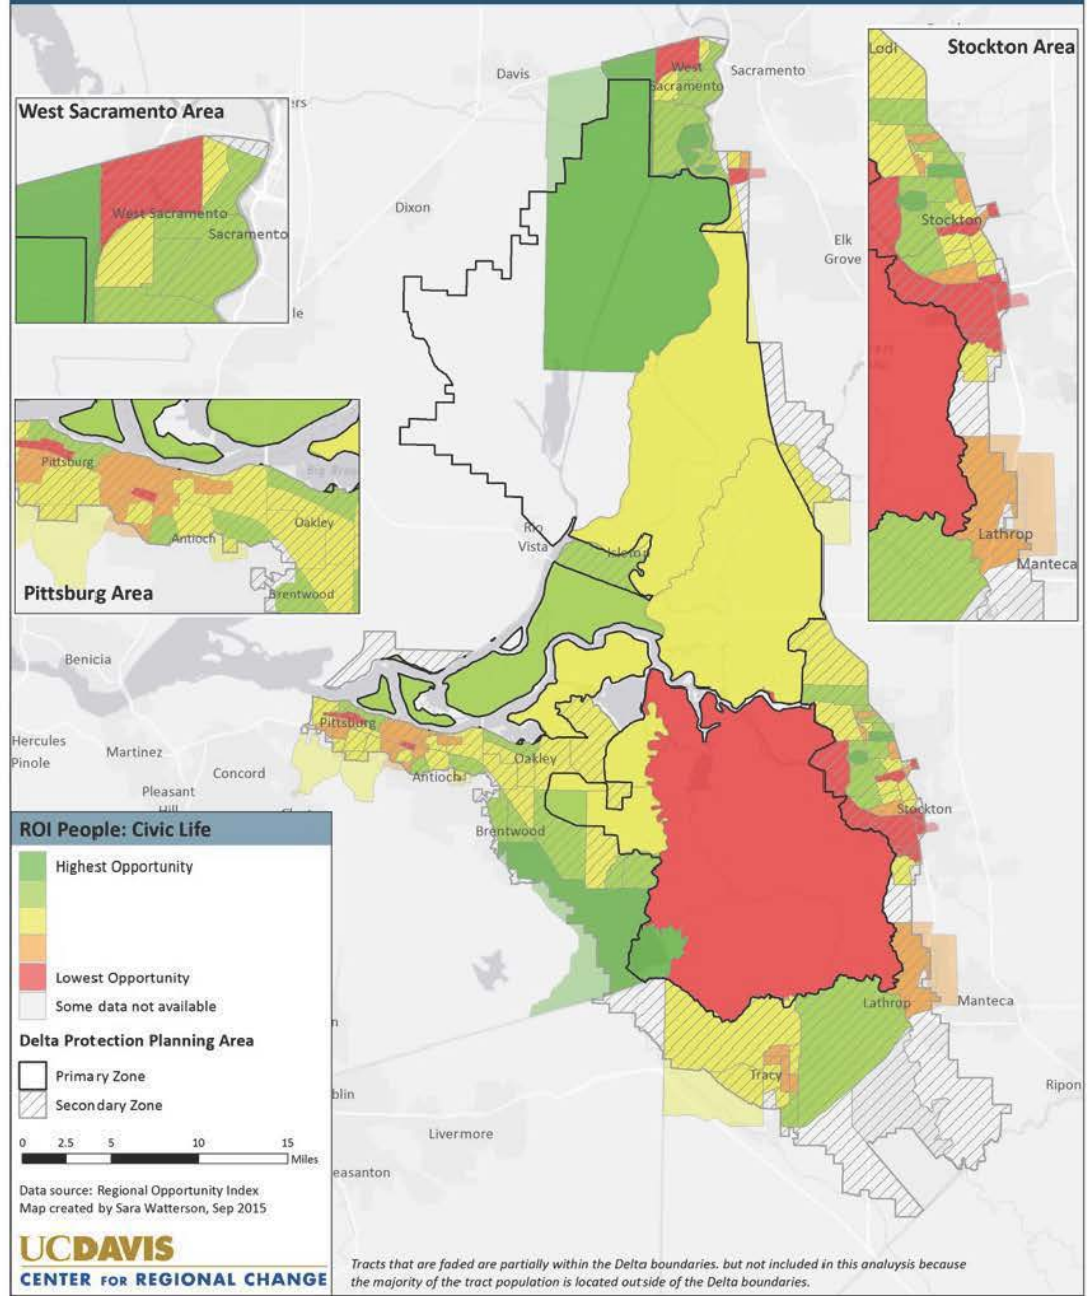 Stockton Area
Lodi
Stockton
Lathrop
Manteca
West Sacramento Area
West Sacramento
Sacramento
Davis
West
Sacramento
Sacramento
ers
Dixon
Elk
Grove
le
Pittsburg
Oakley
Antioch
Brentwood
Pittsburg Area
Rio
Vista
Isleton
Benicia
Hercules
Pinole
Martinez
Concord
Pleasant
Hill
Pittsburg
Antioch
Oakley
Brentwood
Stockton
Lathrop
Manteca
Tracy
Ripon
Livermore
n
blin
easanton
ROI People: Civic Life
Highest Opportunity
Lowest Opportunity
Some data not available
Delta Protection Planning Area
Primary Zone
Secondary Zone
0 2.5 5 10 15
Miles
Data source: Regional Opportunity Index
Map created by Sara Watterson, Sep 2015
UCDAVIS
CENTER FOR REGIONAL CHANGE
Tracts that are faded are partially within the Delta boundaries. but not included in this analuysis because
the majority of the tract population is located outside of the Delta boundaries.